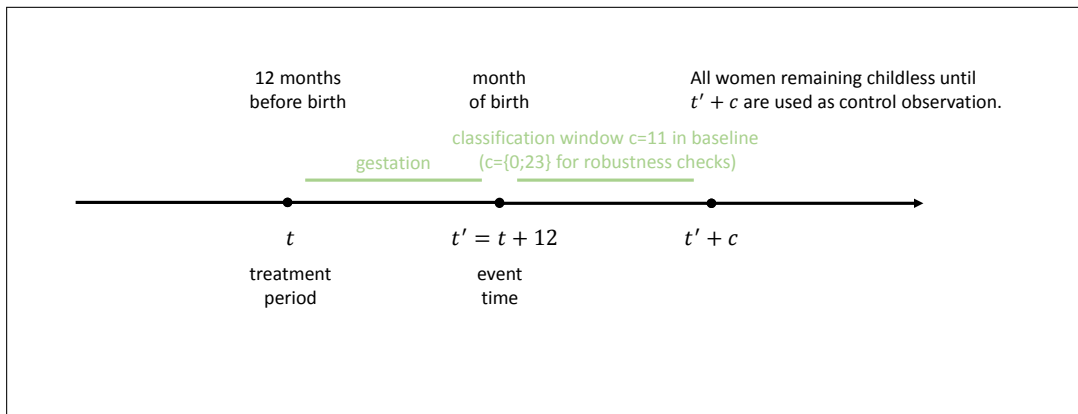 12 months
before birth
month
of birth
All women remaining childless until
t′ + c are used as control observation.
gestation
classification window c=11 in baseline
(c={0;23} for robustness checks)
t
t′ = t + 12
t′ + c
treatment
period
event
time